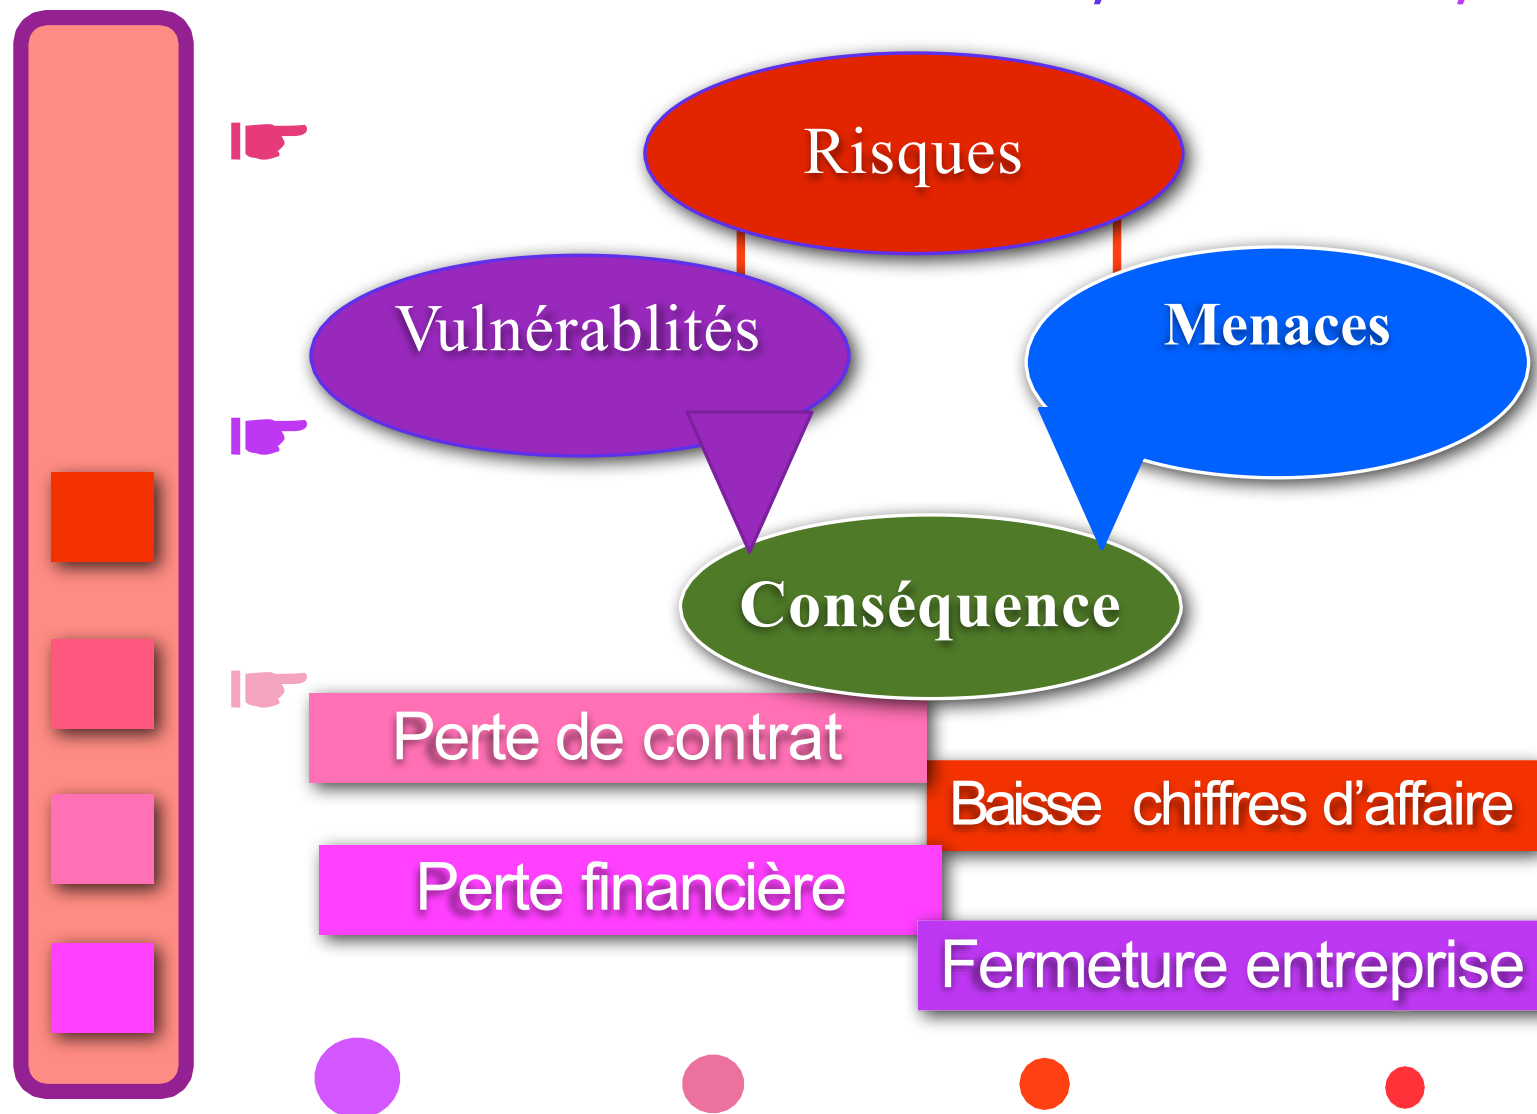 Risques
Vulnérablités
Menaces
Conséquence
Perte de contrat
Baisse chiffres d’affaire
Perte financière
Fermeture entreprise